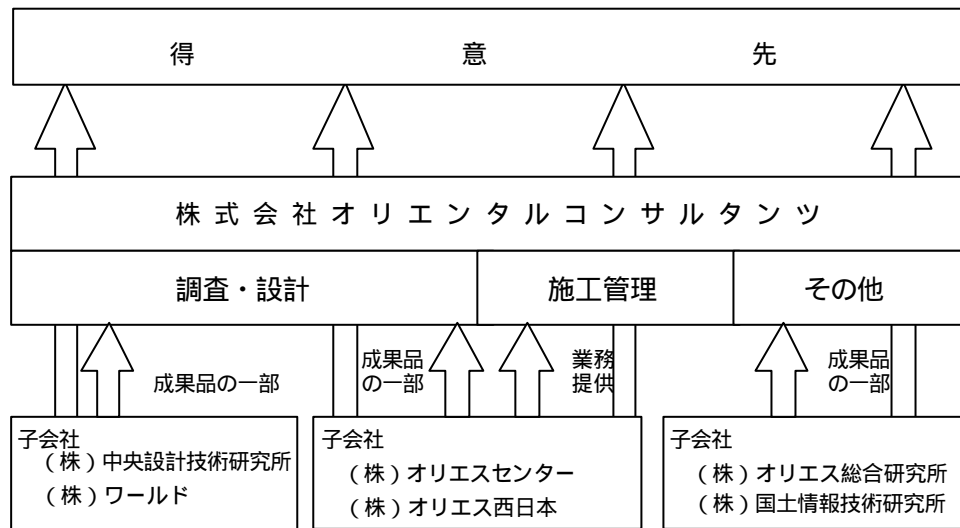 得意先
株式会社オリエンタルコンサルタンツ
調査・設計
施工管理
その他
成果品の一部
成果品
の一部
業務
提供
成果品
の一部
子会社
（株）中央設計技術研究所
（株）ワールド
子会社
（株）オリエスセンター
（株）オリエス西日本
子会社
（株）オリエス総合研究所
（株）国土情報技術研究所